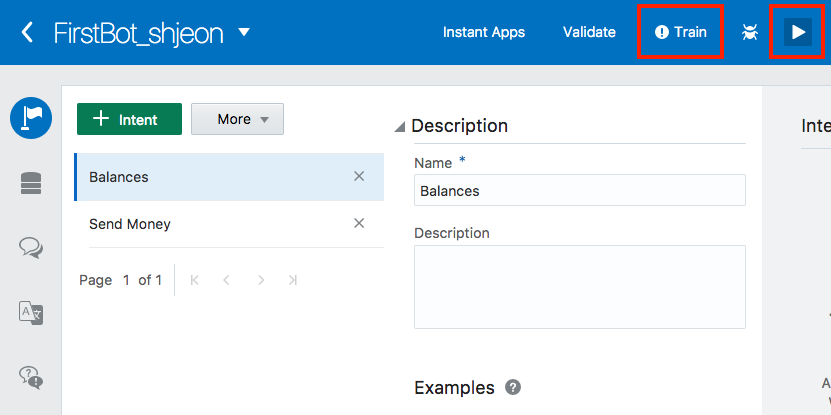 FirstBot_shjeon
Instant Apps
Validate
Train
Intent
More
Description
Name *
Balances
Balances
Send Money
Description
Page 1 of 1
Examples ?